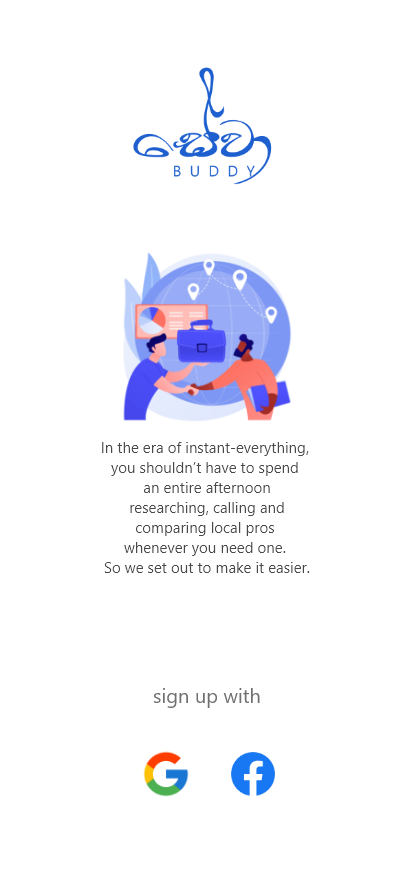 සේවා
BUDDY
In the era of instant-everything,
you shouldn't have to spend
an entire afternoon
researching, calling and
comparing local pros
whenever you need one.
So we set out to make it easier.
sign up with